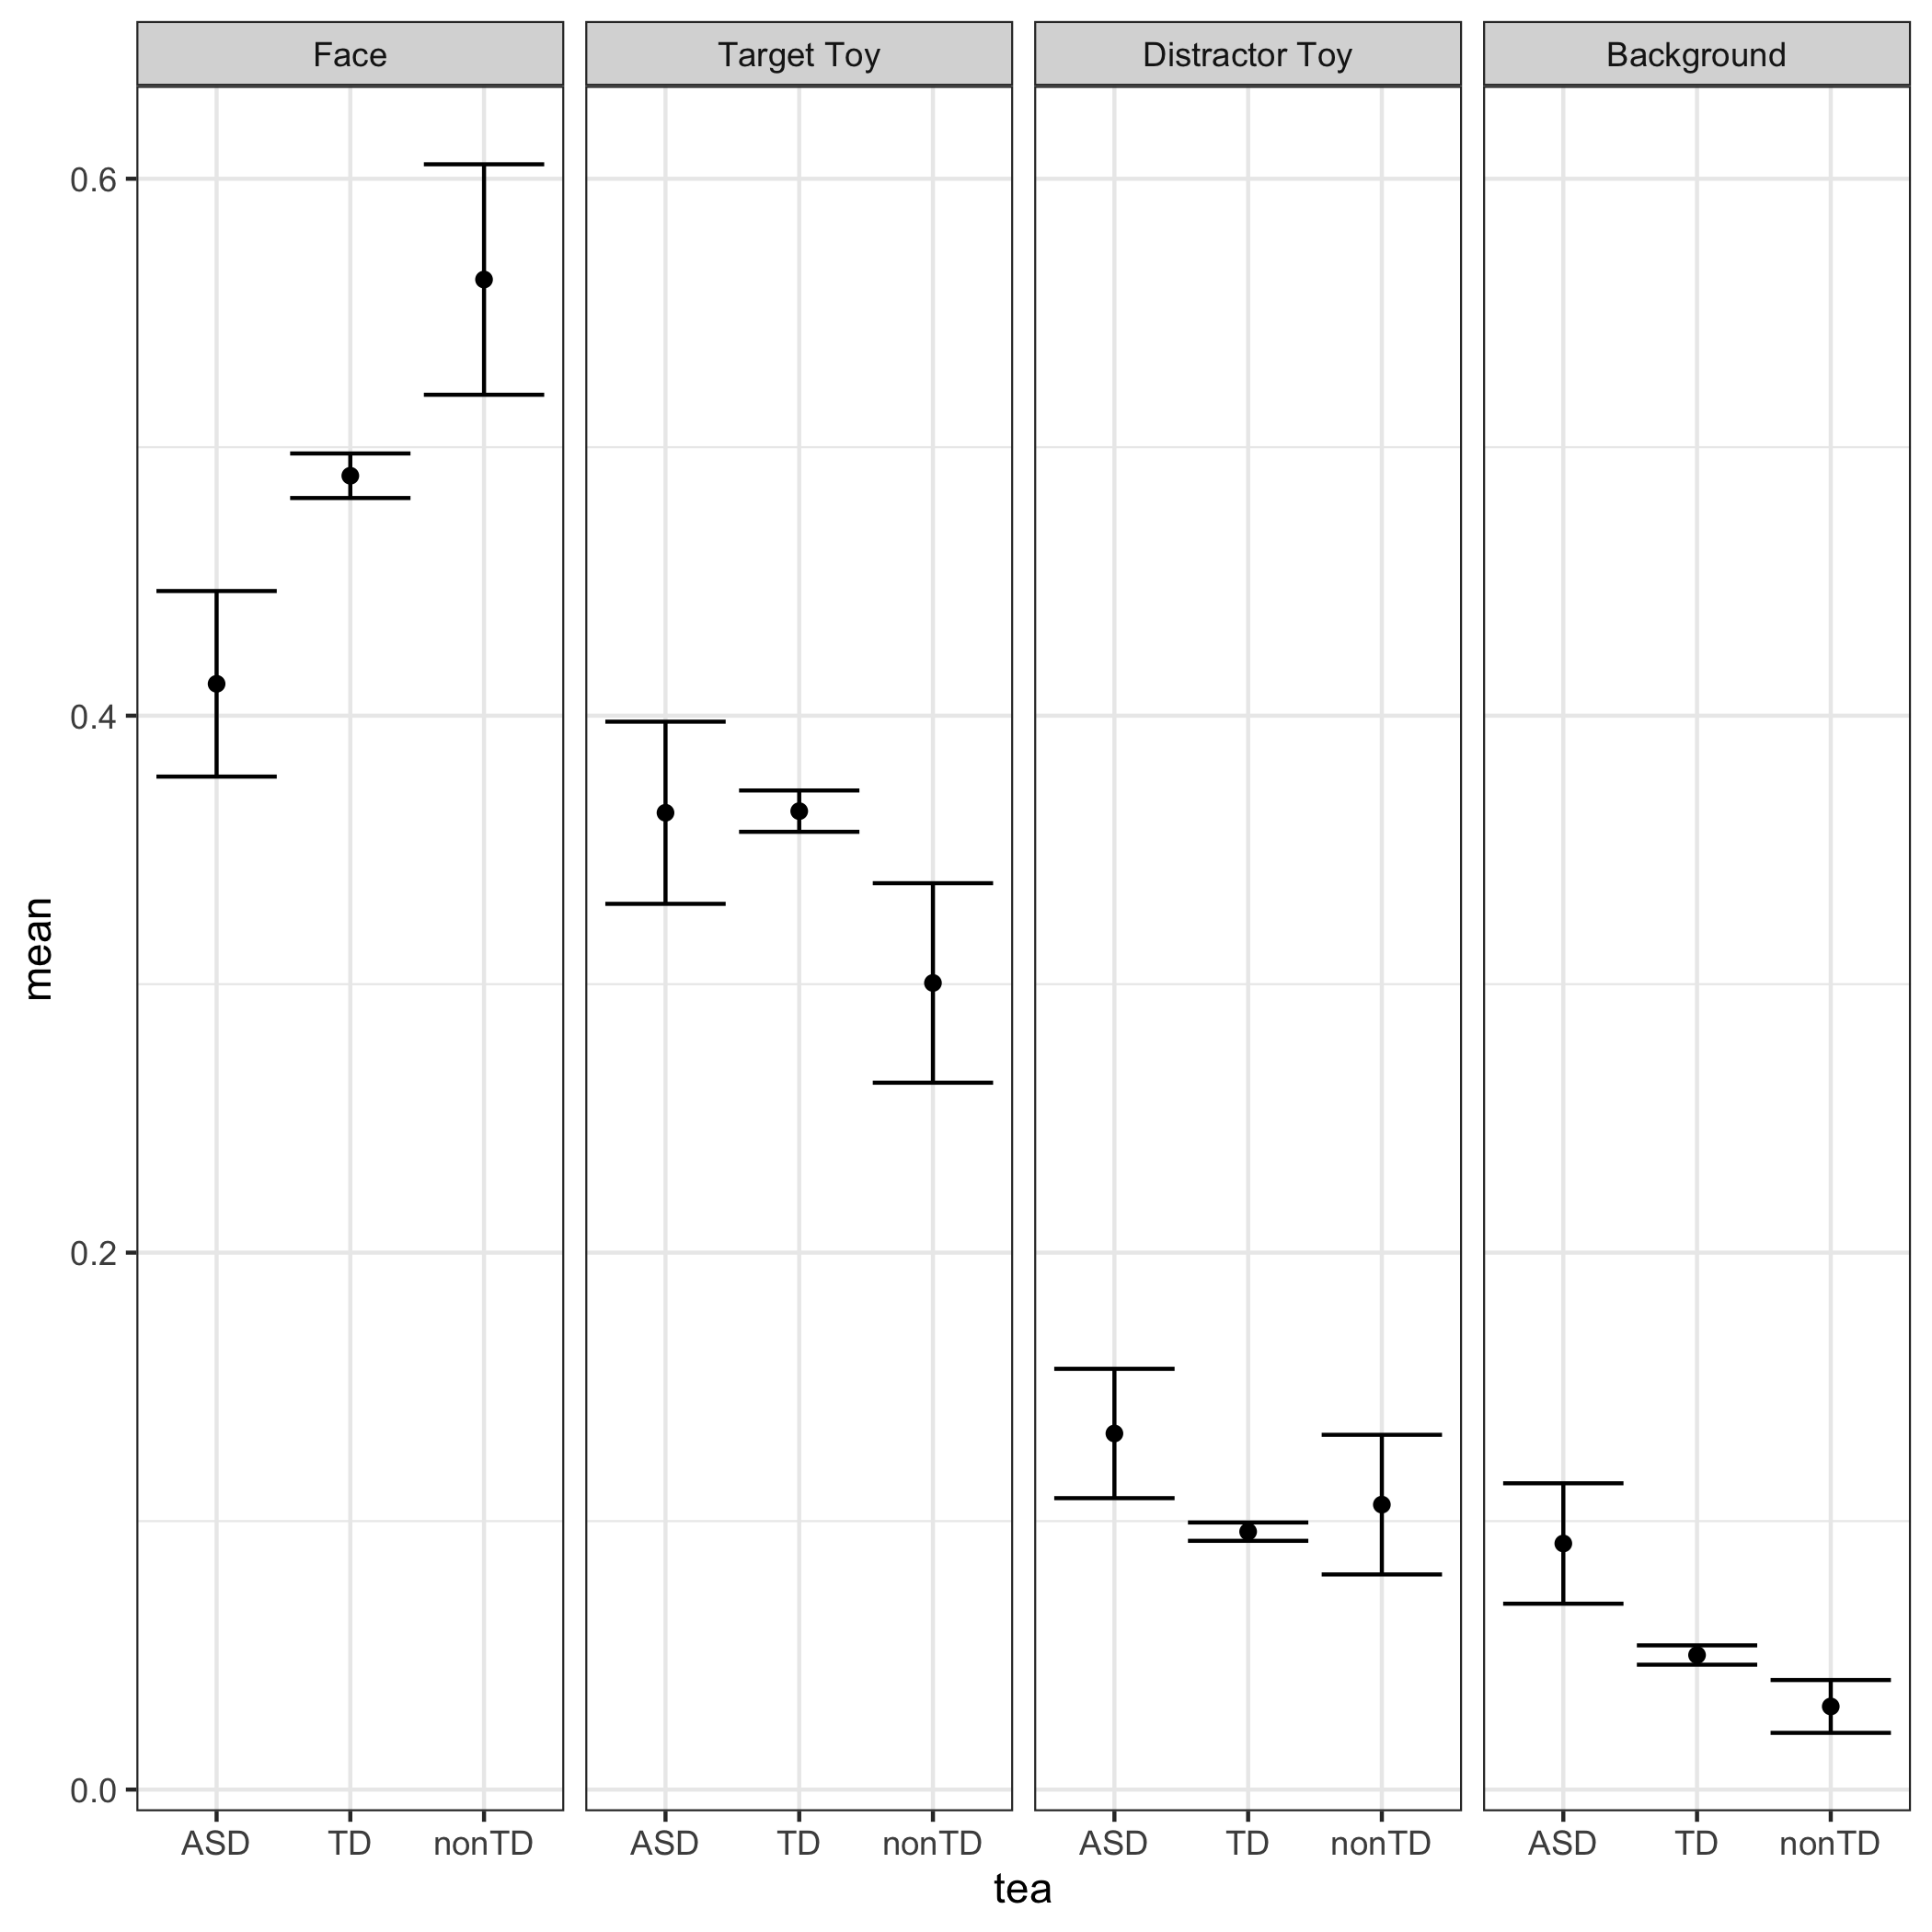 Face Target Toy Distractor Toy Background
0.6
0.4
0.2
0.0
mean
ASD TD nonTD ASD TD nonTD ASD TD nonTD ASD TD nonTD
tea